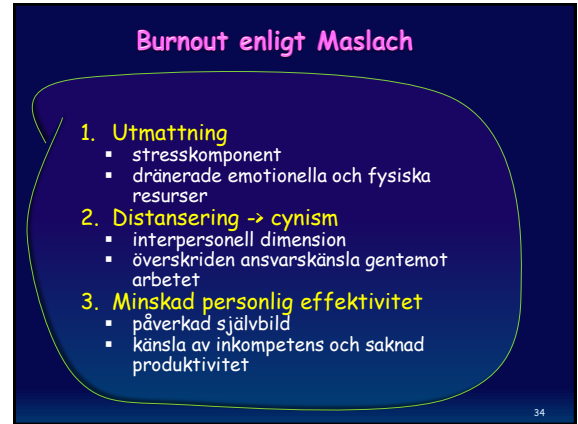 Burnout enligt Maslach
1. Utmattning
▪ stresskomponent
▪ dränerade emotionella och fysiska
resurser
2. Distansering -> cynism
▪ interpersonell dimension
▪ överskriden ansvarskänsla gentemot
arbetet
3. Minskad personlig effektivitet
▪ påverkad självbild
▪ känsla av inkompetens och saknad
produktivitet
34